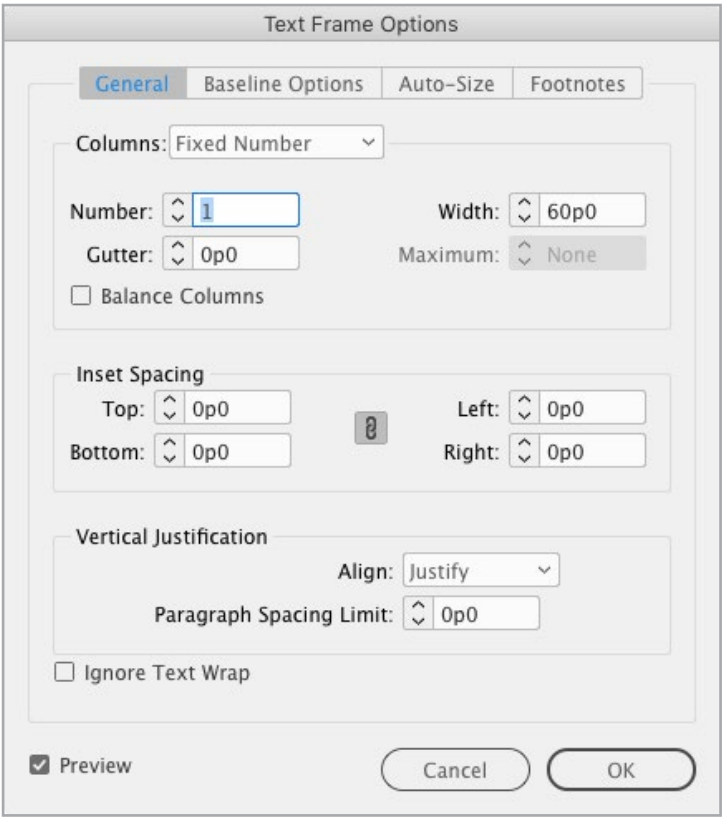 Text Frame Options
General Baseline Options Auto-Size Footnotes
Columns: Fixed Number
Number: 1 Width: 60p0
Gutter: 0p0 Maximum: None
Balance Columns
Inset Spacing
Top: 0p0 Left: 0p0
Bottom: 0p0 Right: 0p0
Vertical Justification
Align: Justify
Paragraph Spacing Limit: 0p0
Ignore Text Wrap
Preview Cancel OK